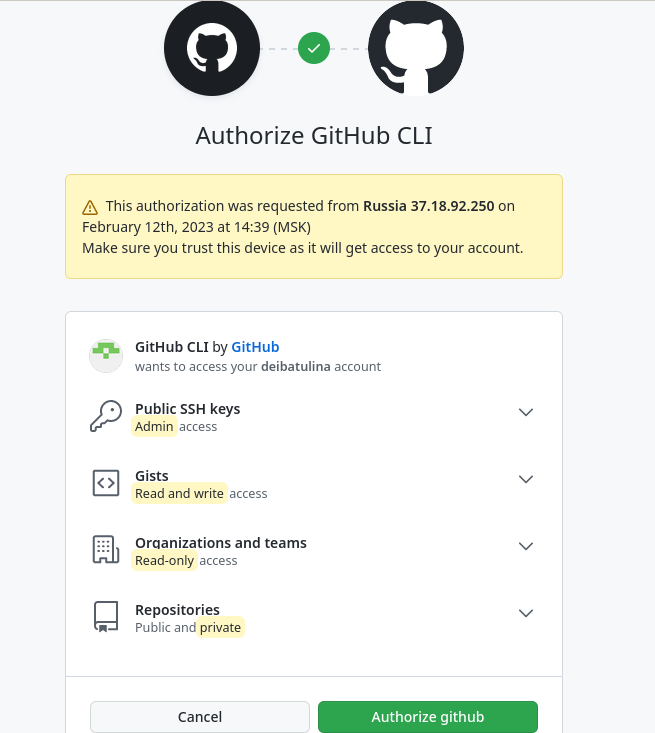 Authorize GitHub CLI
This authorization was requested from Russia 37.18.92.250 on
February 12th, 2023 at 14:39 (MSK)
Make sure you trust this device as it will get access to your account.
GitHub CLI by GitHub
wants to access your deibatulina account
Public SSH keys
Admin access
Gists
Read and write access
Organizations and teams
Read-only access
Repositories
Public and private
Cancel
Authorize github